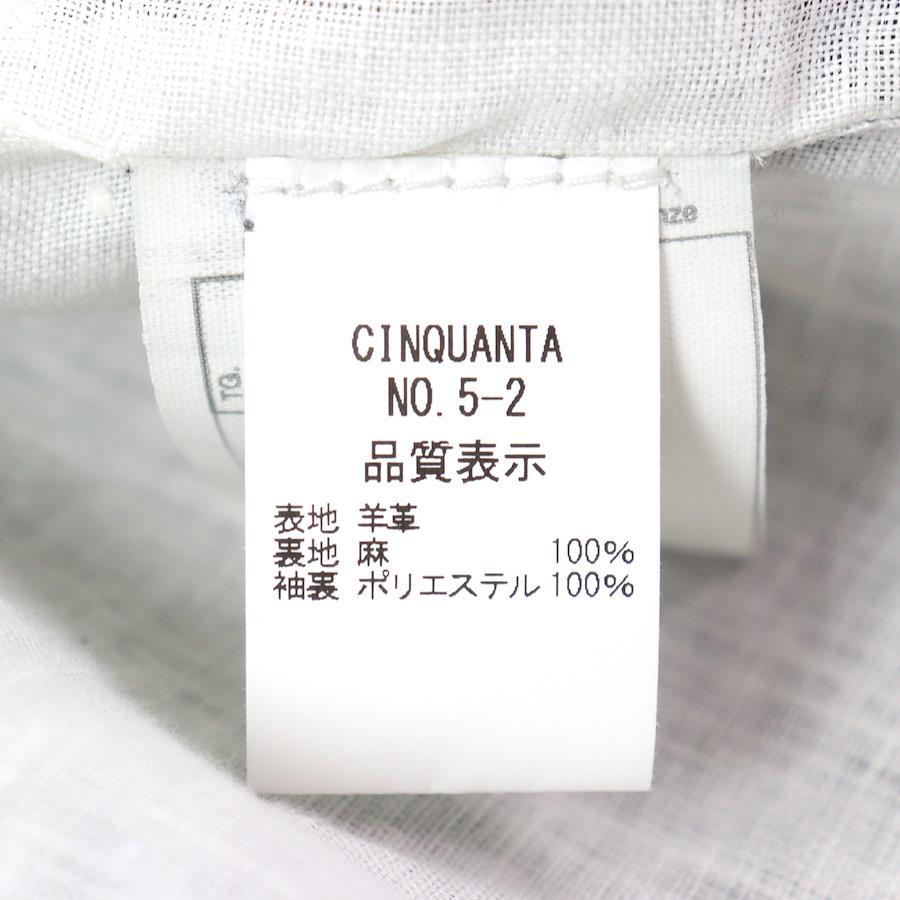 CINQUANTA
NO. 5-2
品質表示
表地 羊革
裏地 麻 100%
袖裏 ポリエステル 100%
TG.